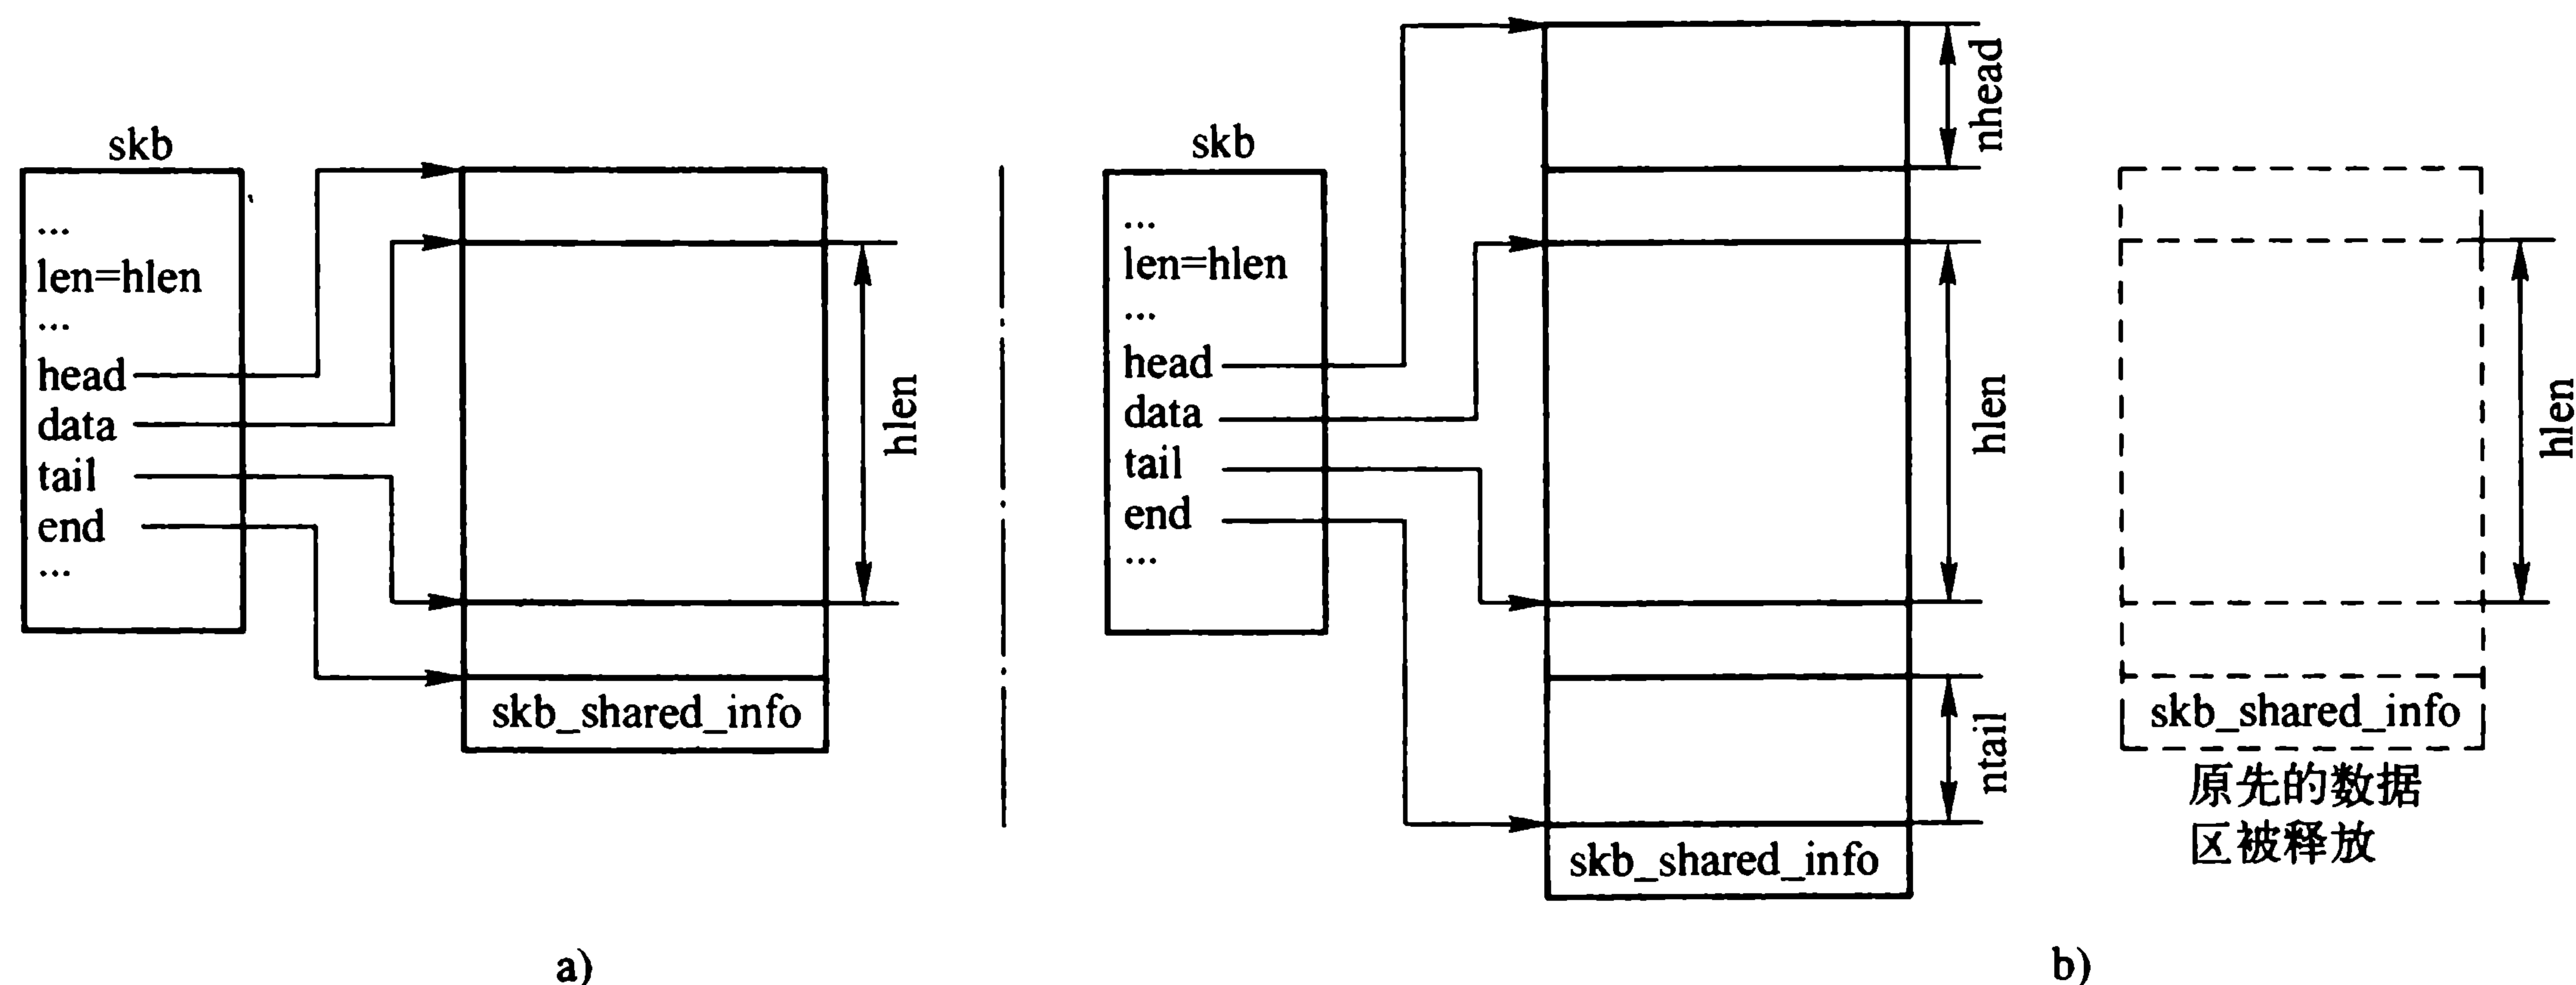 skb
...
len=hlen
...
head
data
tail
end
...
hlen
skb_shared_info
a)
skb
...
len=hlen
...
head
data
tail
end
...
nhead
hlen
ntail
skb_shared_info
hlen
skb_shared_info
原先的数据
区被释放
b)